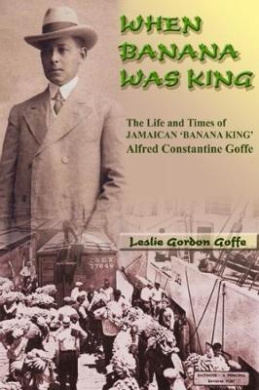 WHEN
BANANA
WAS KING
The Life and Times of
JAMAICAN 'BANANA KING'
Alfred Constantine Goffe
Leslie Gordon Goffe